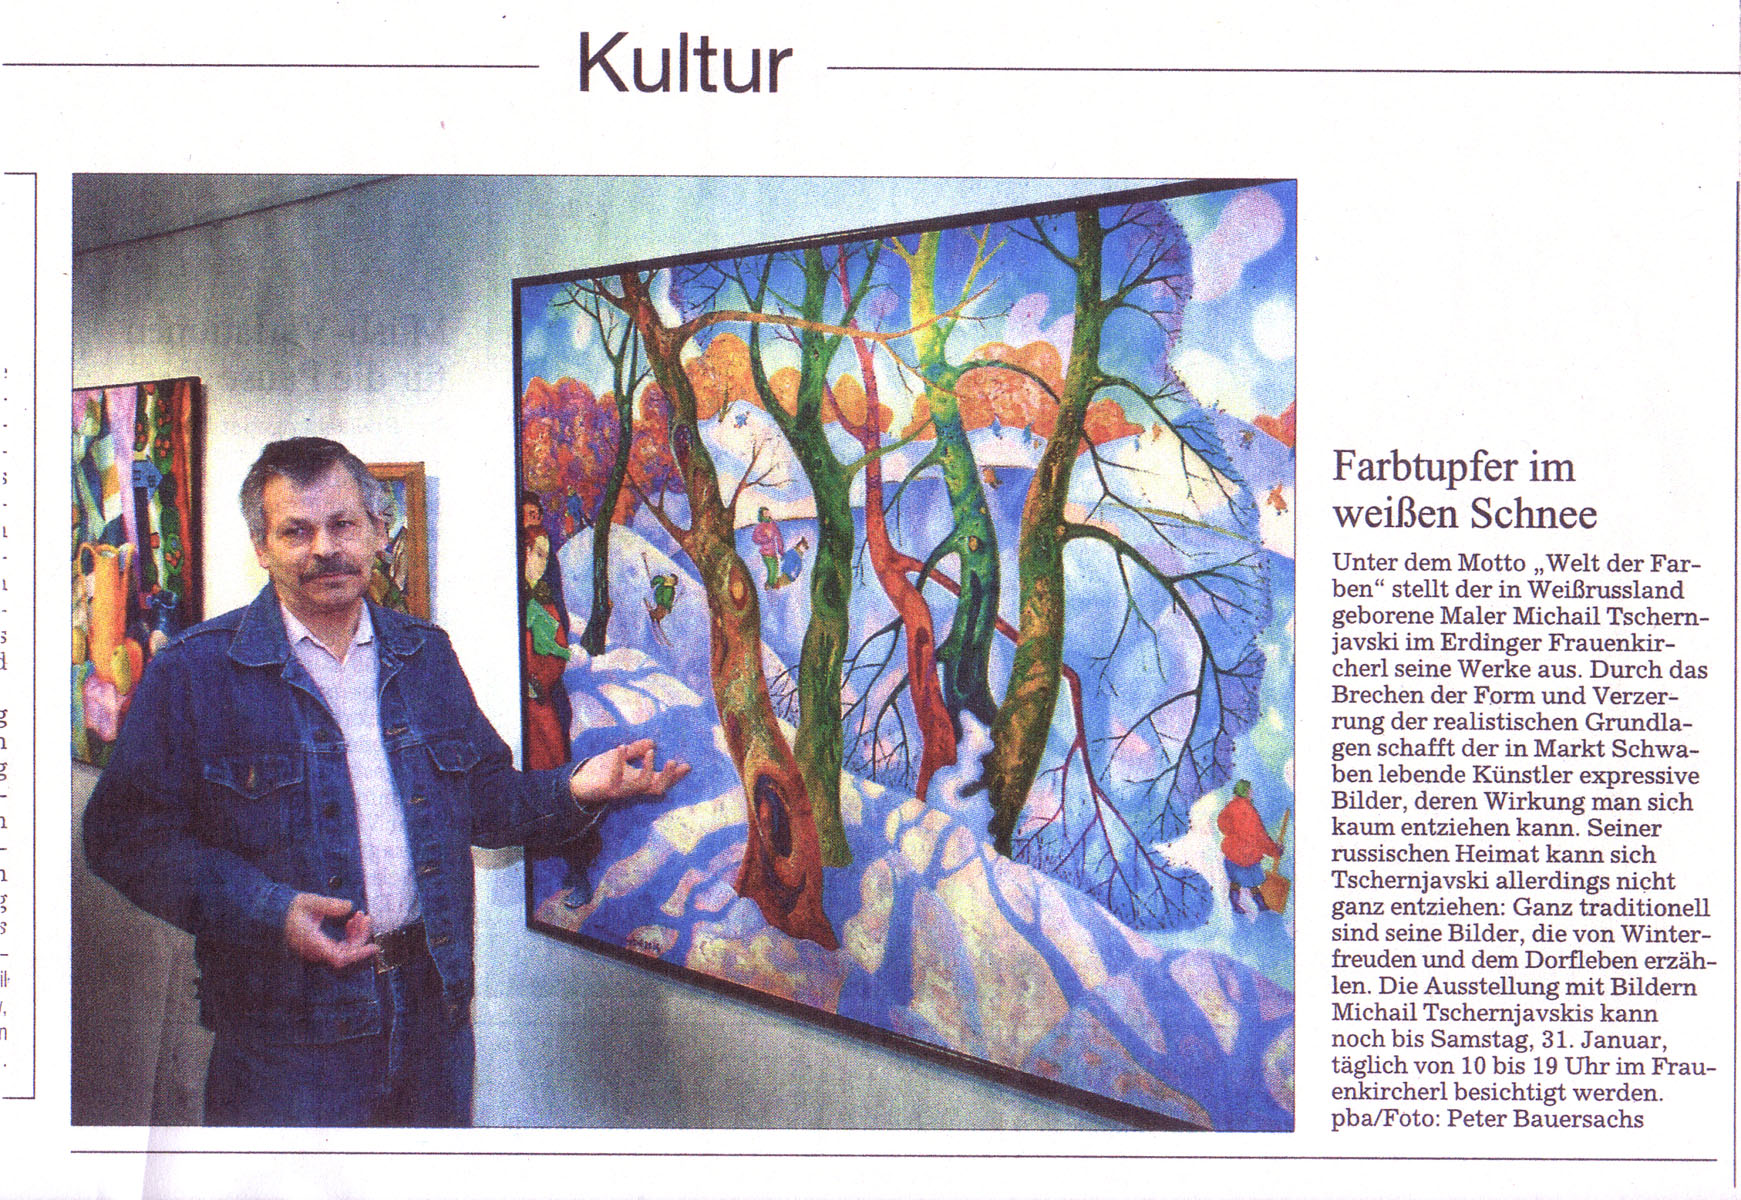 Kultur
Farbtupfer im
weißen Schnee
Unter dem Motto „Welt der Far-
ben“ stellt der in Weißrussland
geborene Maler Michail Tschern-
javski im Erdinger Frauenkir-
cherl seine Werke aus. Durch das
Brechen der Form und Verzer-
rung der realistischen Grundla-
gen schafft der in Markt Schwa-
ben lebende Künstler expressive
Bilder, deren Wirkung man sich
kaum entziehen kann. Seiner
russischen Heimat kann sich
Tschernjavski allerdings nicht
ganz entziehen: Ganz traditionell
sind seine Bilder, die von Winter-
freuden und dem Dorfleben erzäh-
len. Die Ausstellung mit Bildern
Michail Tschernjavskis kann
noch bis Samstag, 31. Januar,
täglich von 10 bis 19 Uhr im Frau-
enkircherl besichtigt werden.
pba/Foto: Peter Bauersachs